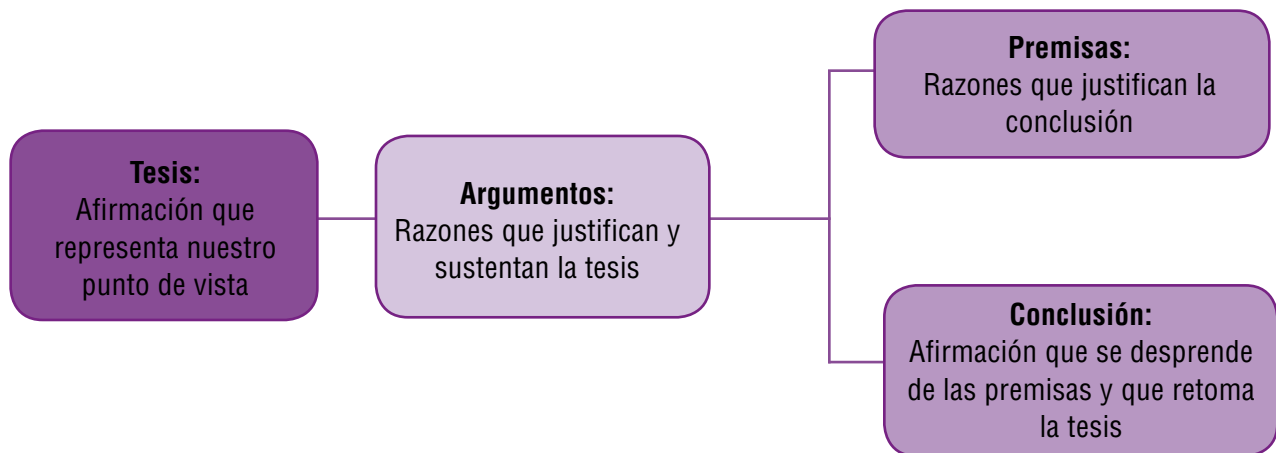 Tesis:
Afirmación que
representa nuestro
punto de vista
Argumentos:
Razones que justifican y
sustentan la tesis
Premisas:
Razones que justifican la
conclusión
Conclusión:
Afirmación que se desprende
de las premisas y que retoma
la tesis